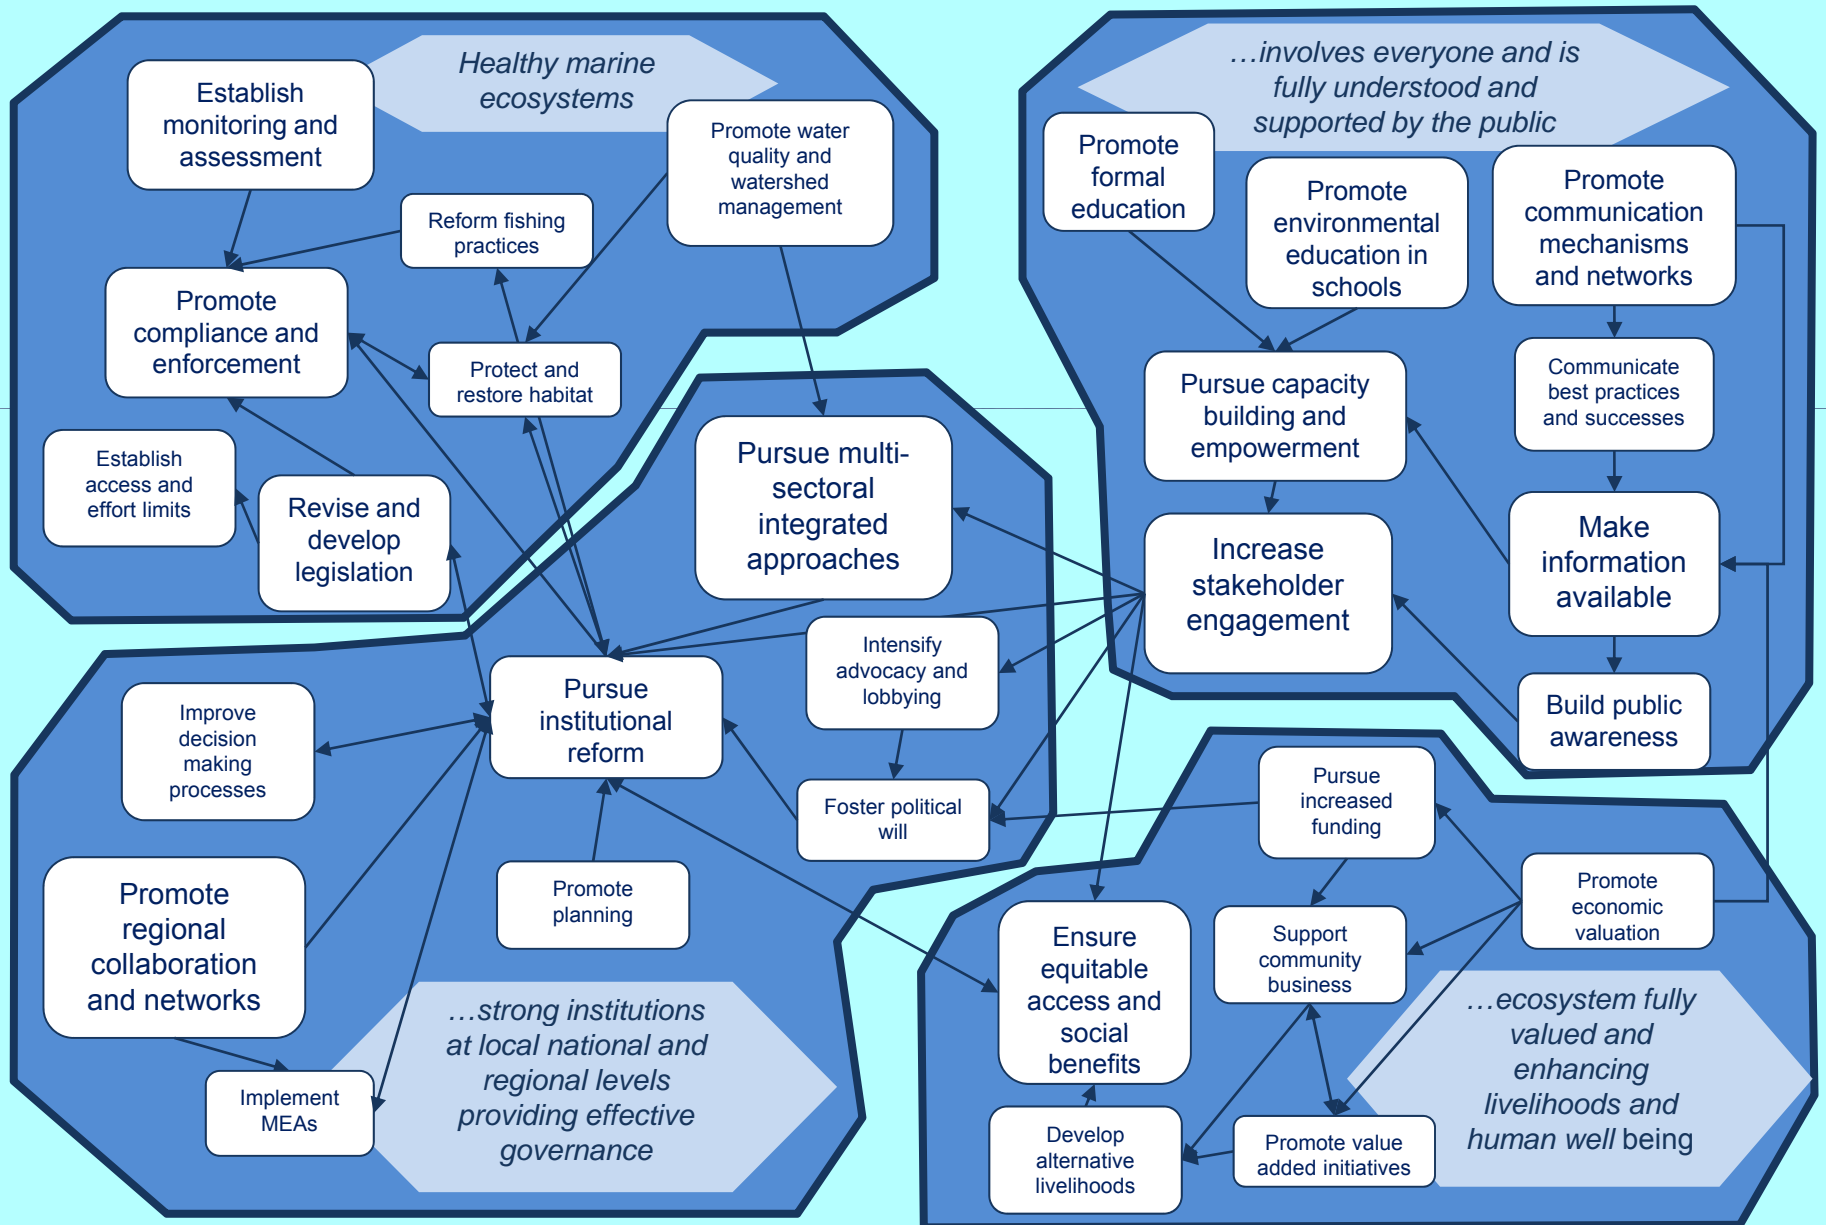 Healthy marine
ecosystems
Establish
monitoring and
assessment
Promote water
quality and
watershed
management
Reform fishing
practices
Promote
compliance and
enforcement
Protect and
restore habitat
Establish
access and
effort limits
Revise and
develop
legislation
…involves everyone and is
fully understood and
supported by the public
Promote
formal
education
Promote
environmental
education in
schools
Promote
communication
mechanisms
and networks
Pursue capacity
building and
empowerment
Communicate
best practices
and successes
Increase
stakeholder
engagement
Make
information
available
Build public
awareness
Pursue multi-
sectoral
integrated
approaches
Intensify
advocacy and
lobbying
Pursue
institutional
reform
Improve
decision
making
processes
Foster political
will
Promote
planning
Promote
regional
collaboration
and networks
Implement
MEAs
…strong institutions
at local national and
regional levels
providing effective
governance
Pursue
increased
funding
Promote
economic
valuation
Ensure
equitable
access and
social
benefits
Support
community
business
Develop
alternative
livelihoods
Promote value
added initiatives
…ecosystem fully
valued and
enhancing
livelihoods and
human well being